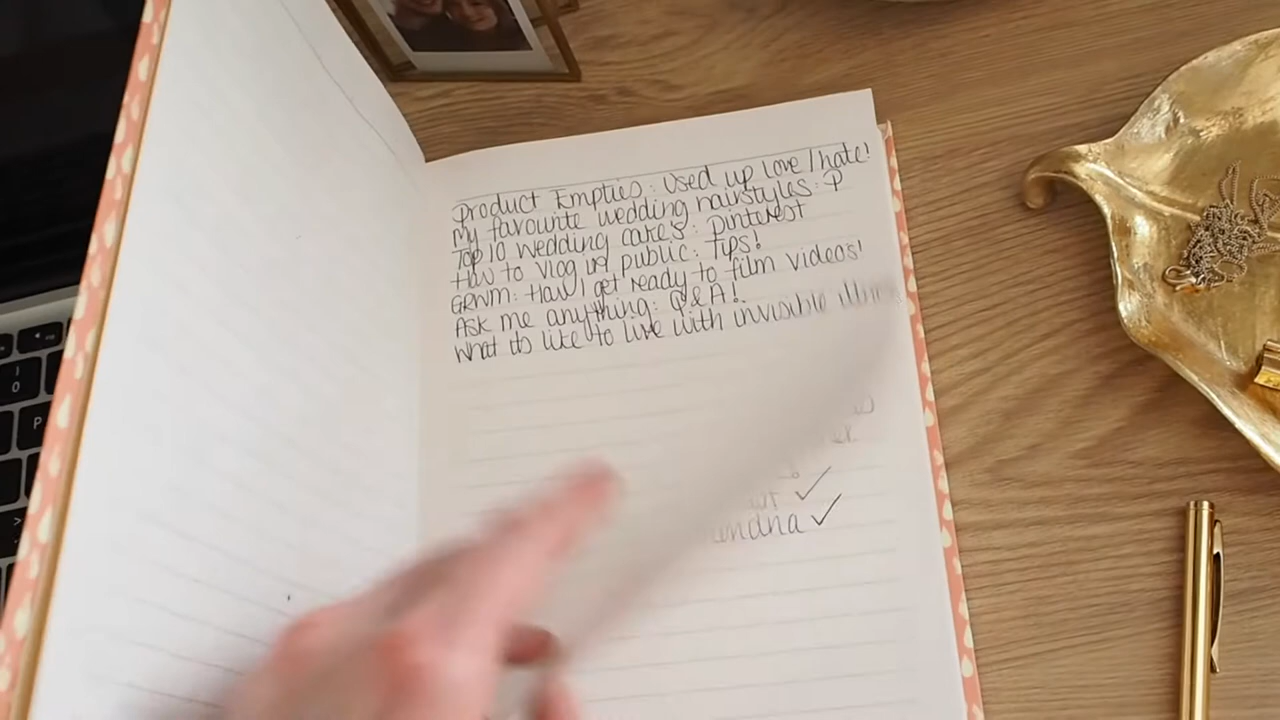 Product Empties: Used up love / hate!
My favourite wedding hairstyles: P
Top 10 wedding cakes: pinterest
How to vlog in public: tips!
GRWM: How I get ready to film videos!
Ask me anything: Q&A!
What its like to live with invisible